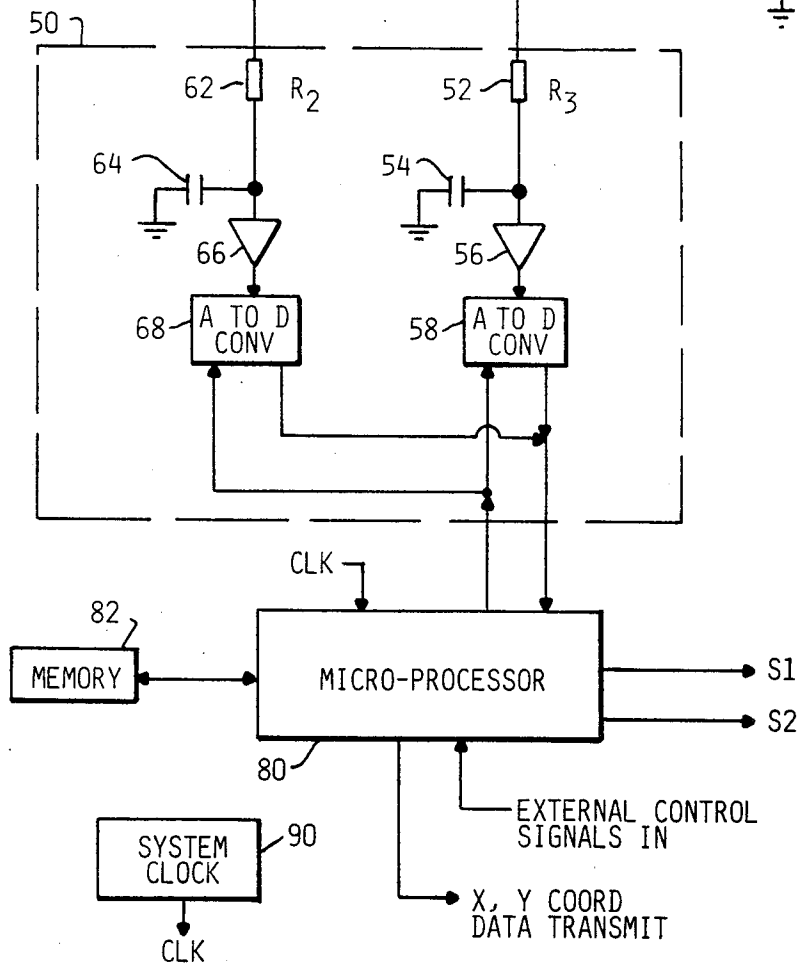 50
62 R2 52 R3
64 54
66 56
68 A TO D CONV 58 A TO D CONV
CLK
82
MEMORY MICRO-PROCESSOR S1
S2
80
EXTERNAL CONTROL
SIGNALS IN
SYSTEM
CLOCK
90
X, Y COORD
DATA TRANSMIT
CLK